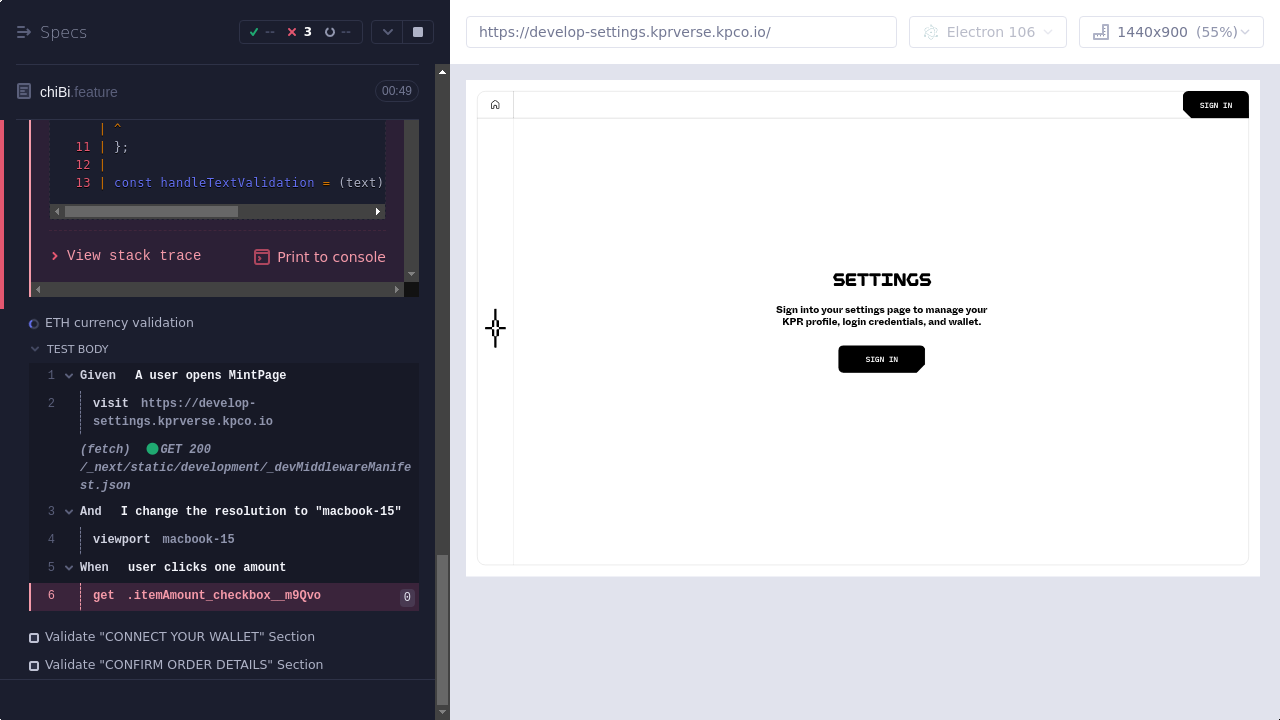 Specs
--
3
--
https://develop-settings.kprverse.kpco.io/
Electron 106
1440x900 (55%)
chiBi.feature
00:49
| ^
11 | };
12 |
13 | const handleTextValidation = (text)
View stack trace
Print to console
ETH currency validation
TEST BODY
1 Given A user opens MintPage
2 visit https://develop-
settings.kprverse.kpco.io
(fetch) GET 200
/_next/static/development/_devMiddlewareManife
st.json
3 And I change the resolution to "macbook-15"
4 viewport macbook-15
5 When user clicks one amount
6 get .itemAmount_checkbox__m9Qvo 0
Validate "CONNECT YOUR WALLET" Section
Validate "CONFIRM ORDER DETAILS" Section
SIGN IN
SETTINGS
Sign into your settings page to manage your
KPR profile, login credentials, and wallet.
SIGN IN